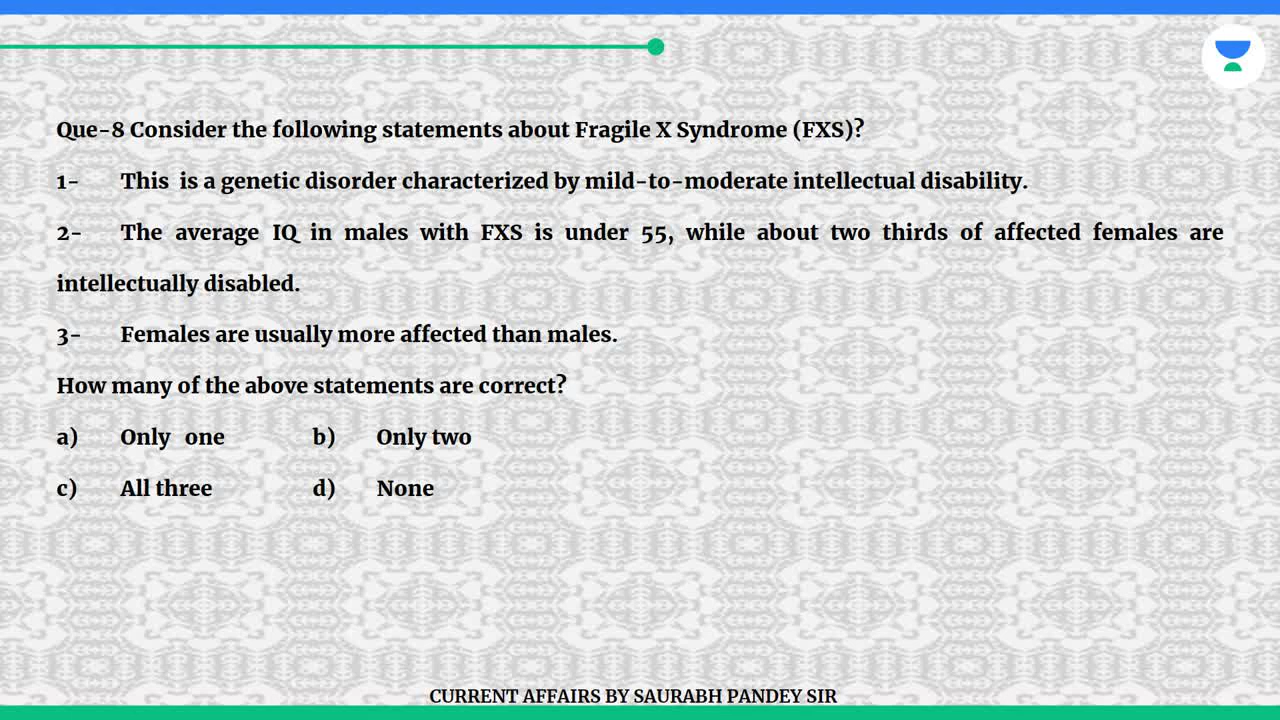 Que-8 Consider the following statements about Fragile X Syndrome (FXS)?
1- This is a genetic disorder characterized by mild-to-moderate intellectual disability.
2- The average IQ in males with FXS is under 55, while about two thirds of affected females are
intellectually disabled.
3- Females are usually more affected than males.
How many of the above statements are correct?
a) Only one b) Only two
c) All three d) None
CURRENT AFFAIRS BY SAURABH PANDEY SIR